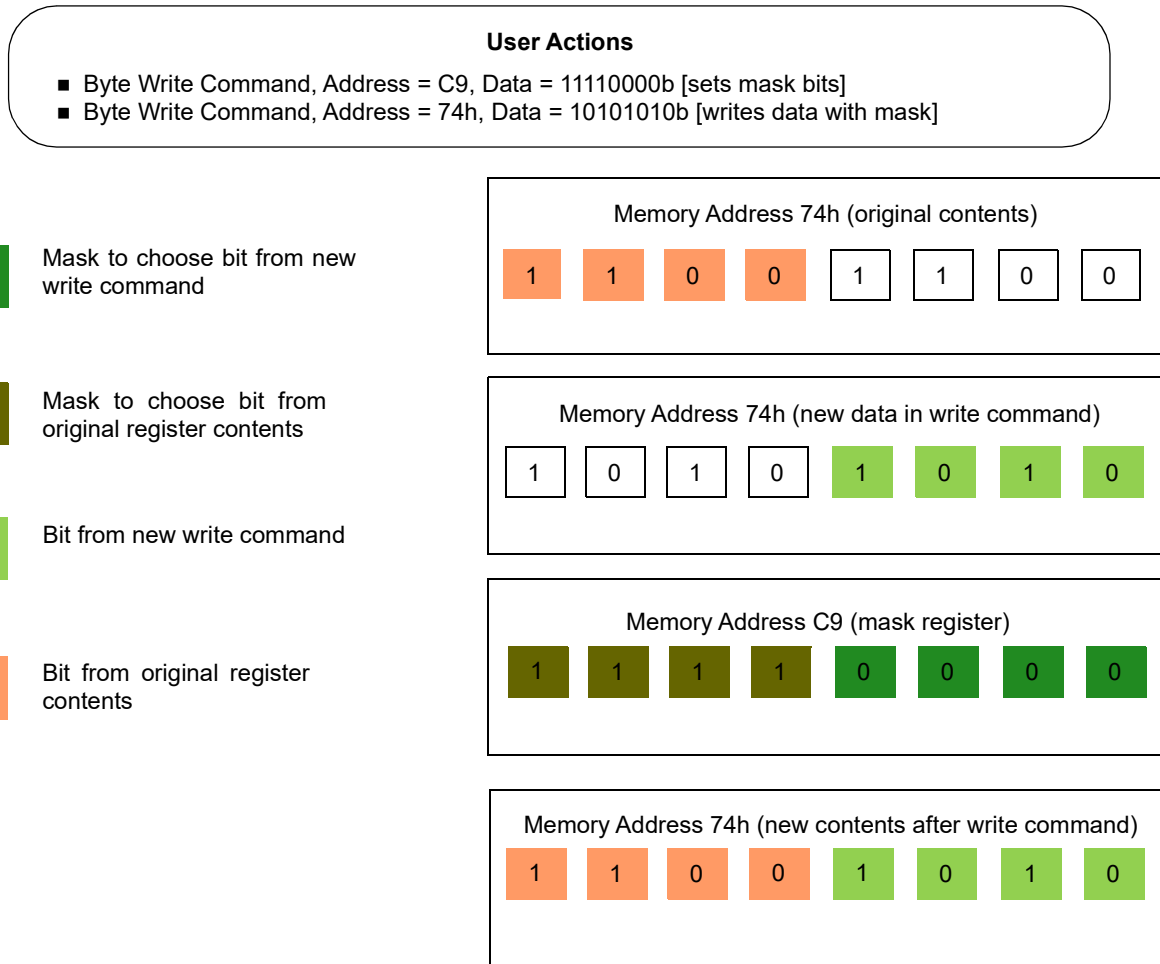 User Actions
■ Byte Write Command, Address = C9, Data = 11110000b [sets mask bits]
■ Byte Write Command, Address = 74h, Data = 10101010b [writes data with mask]
Mask to choose bit from new
write command
Mask to choose bit from
original register contents
Bit from new write command
Bit from original register
contents
Memory Address 74h (original contents)
1 1 0 0 1 1 0 0
Memory Address 74h (new data in write command)
1 0 1 0 1 0 1 0
Memory Address C9 (mask register)
1 1 1 1 0 0 0 0
Memory Address 74h (new contents after write command)
1 1 0 0 1 0 1 0